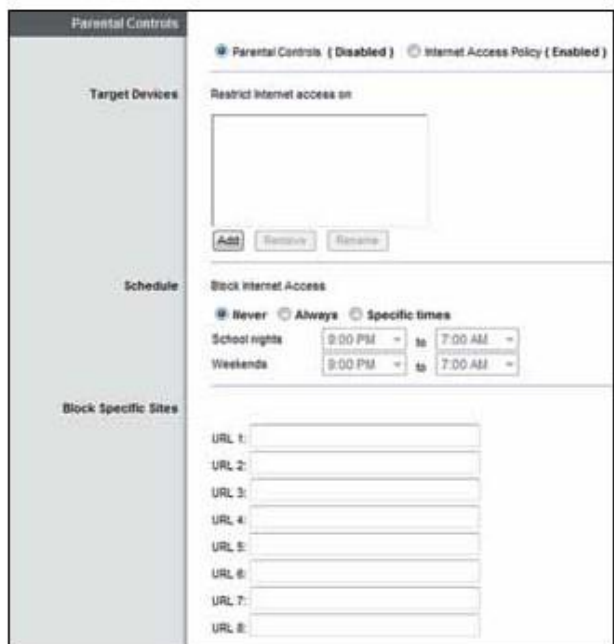 Parental Controls
Parental Controls ( Disabled ) Internet Access Policy ( Enabled )
Target Devices
Restrict Internet access on
Add Remove Rename
Schedule
Block Internet Access
Never Always Specific times
School nights 9:00 PM to 7:00 AM
Weekends 9:00 PM to 7:00 AM
Block Specific Sites
URL 1:
URL 2:
URL 3:
URL 4:
URL 5:
URL 6:
URL 7:
URL 8: